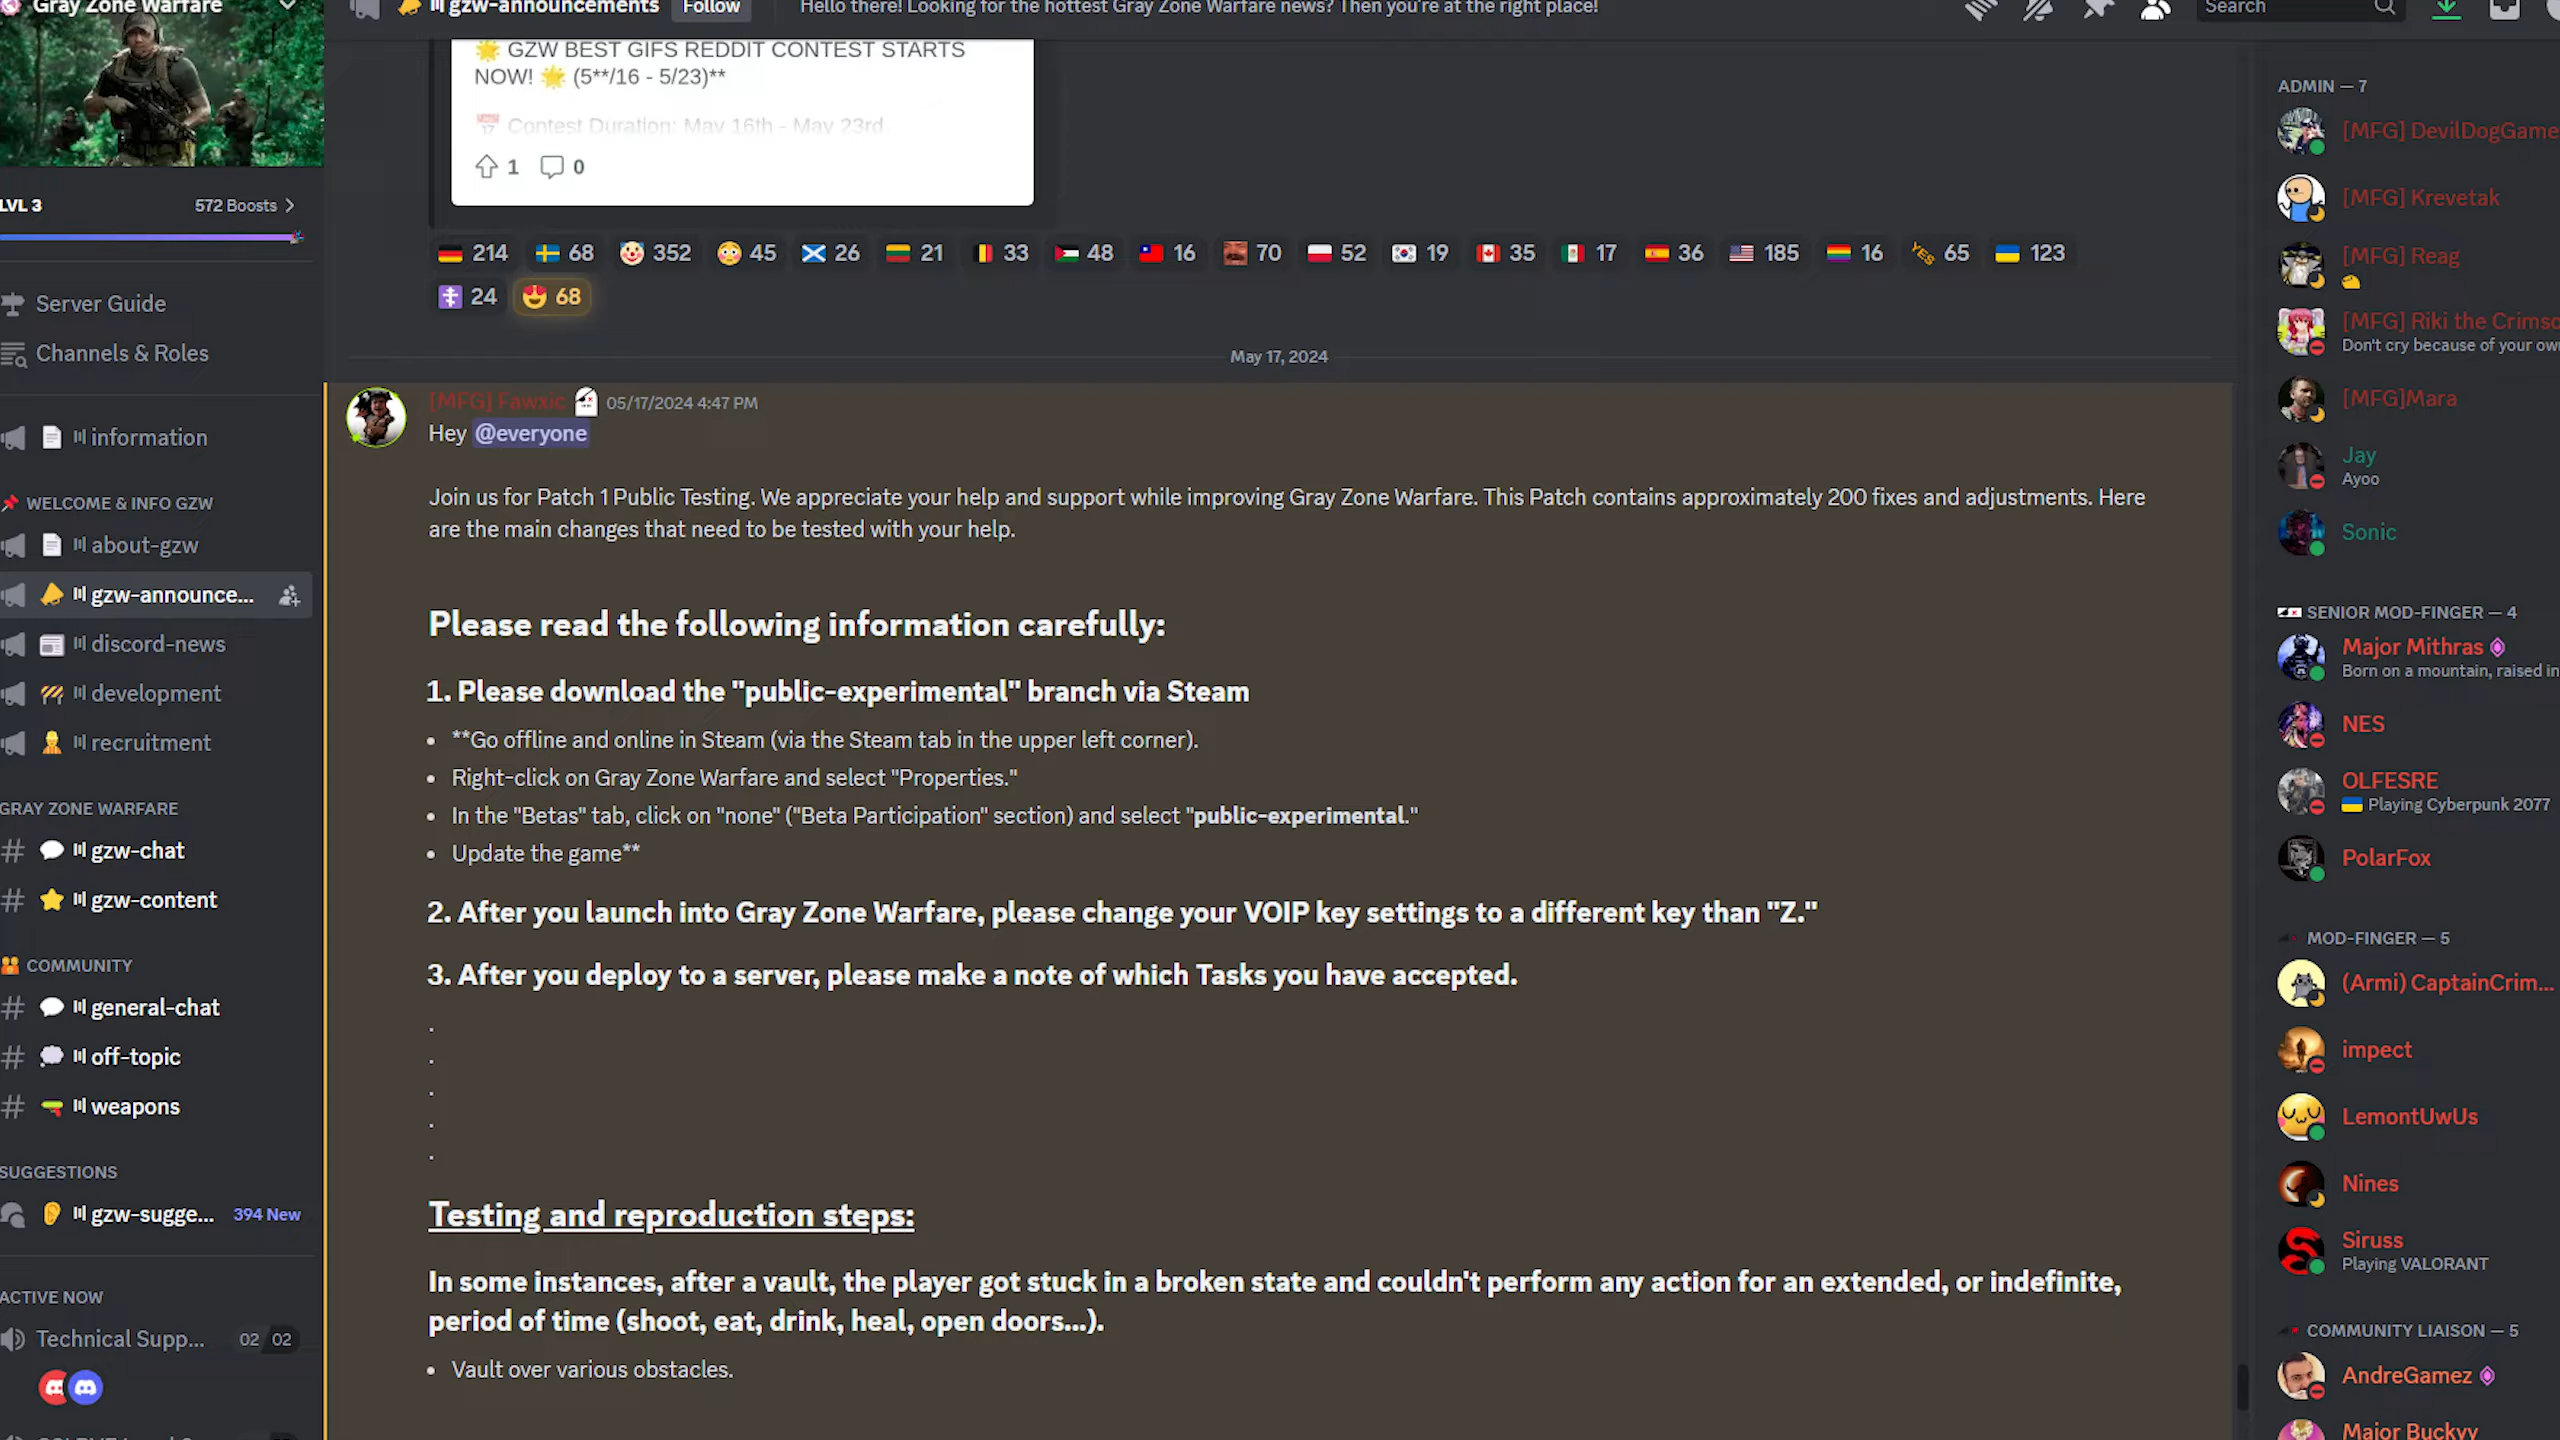 Gray Zone Warfare
LVL 3
572 Boosts
Server Guide
Channels & Roles
information
WELCOME & INFO GZW
about-gzw
gzw-announce...
discord-news
development
recruitment
GRAY ZONE WARFARE
gzw-chat
gzw-content
COMMUNITY
general-chat
off-topic
weapons
SUGGESTIONS
gzw-sugge... 394 New
ACTIVE NOW
Technical Supp... 02 02
gzw-announcements Follow Hello there! Looking for the hottest Gray Zone Warfare news? Then you're at the right place!
Search
GZW BEST GIFS REDDIT CONTEST STARTS
NOW! (5**/16 - 5/23)**
Contest Duration: May 16th - May 23rd
1 0
214 68 352 45 26 21 33 48 16 70 52 19 35 17 36 185 16 YES 65 123
24 68
May 17, 2024
[MFG] Fawxic 05/17/2024 4:47 PM
Hey @everyone
Join us for Patch 1 Public Testing. We appreciate your help and support while improving Gray Zone Warfare. This Patch contains approximately 200 fixes and adjustments. Here
are the main changes that need to be tested with your help.
Please read the following information carefully:
1. Please download the "public-experimental" branch via Steam
• **Go offline and online in Steam (via the Steam tab in the upper left corner).
• Right-click on Gray Zone Warfare and select "Properties."
• In the "Betas" tab, click on "none" ("Beta Participation" section) and select "public-experimental."
• Update the game**
2. After you launch into Gray Zone Warfare, please change your VOIP key settings to a different key than "Z."
3. After you deploy to a server, please make a note of which Tasks you have accepted.
.
.
.
.
.
Testing and reproduction steps:
In some instances, after a vault, the player got stuck in a broken state and couldn't perform any action for an extended, or indefinite,
period of time (shoot, eat, drink, heal, open doors...).
• Vault over various obstacles.
ADMIN — 7
[MFG] DevilDogGame
[MFG] Krevetak
[MFG] Reag
[MFG] Riki the Crimso
Don't cry because of your ow
[MFG]Mara
Jay
Ayoo
Sonic
SENIOR MOD-FINGER — 4
Major Mithras
Born on a mountain, raised in
NES
OLFESRE
Playing Cyberpunk 2077
PolarFox
MOD-FINGER — 5
(Armi) CaptainCrim...
impect
LemontUwUs
Nines
Siruss
Playing VALORANT
COMMUNITY LIAISON — 5
AndreGamez
Major Buckyy